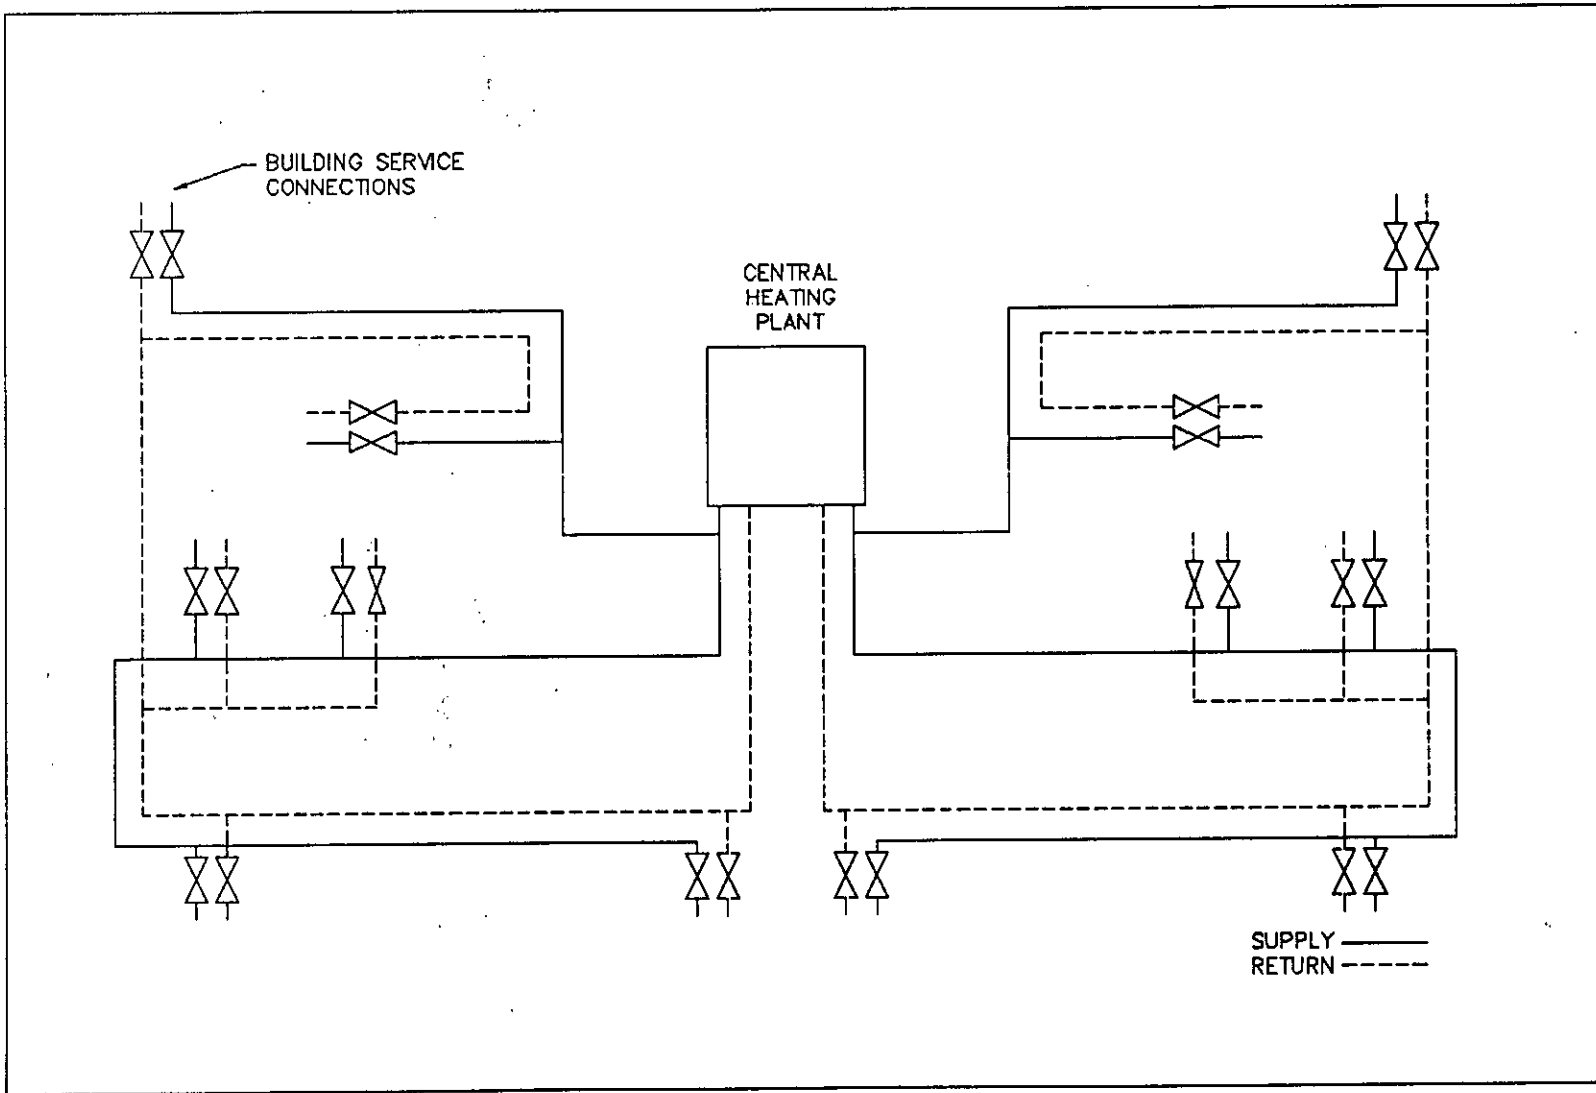 BUILDING SERVICE
CONNECTIONS
CENTRAL
HEATING
PLANT
SUPPLY
RETURN